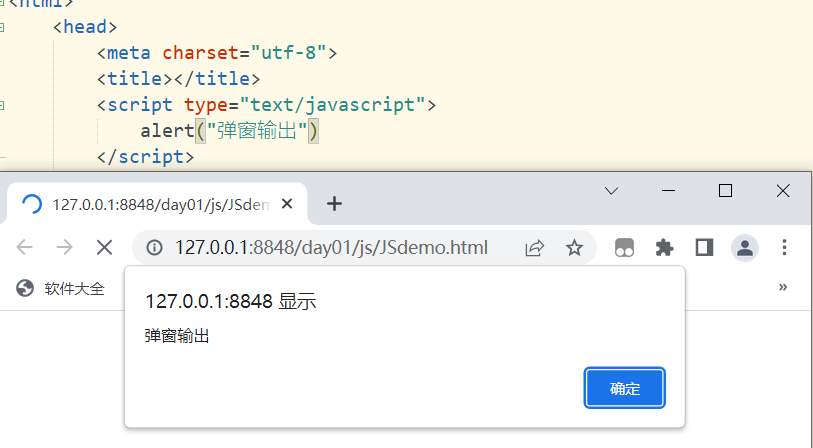 <html>
<head>
<meta charset="utf-8">
<title></title>
<script type="text/javascript">
alert("弹窗输出")
</script>
127.0.0.1:8848/day01/js/JSdem
127.0.0.1:8848/day01/js/JSdemo.html
软件大全
»
127.0.0.1:8848 显示
弹窗输出
确定